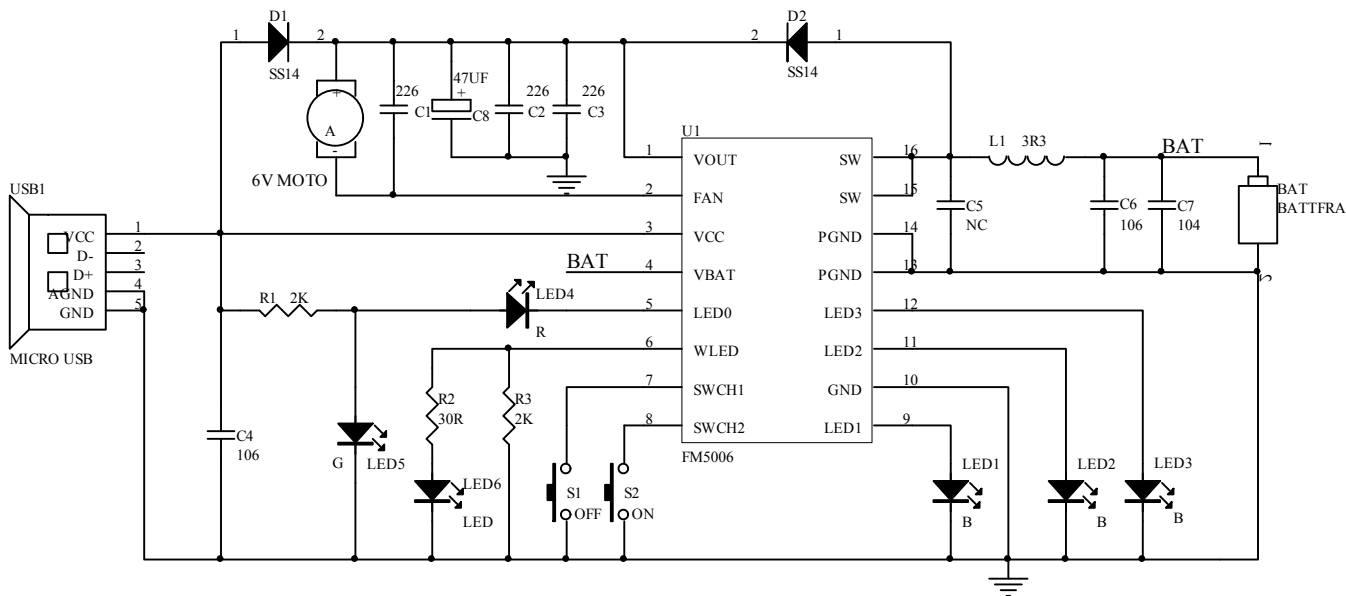 D1
1
2
SS14
D2
2
1
SS14
226
C1
47UF
+
C8
226
C2
226
C3
+
A
-
6V MOTO
U1
1 VOUT SW 16
2 FAN SW 15
3 VCC PGND 14
4 VBAT PGND 13
5 LED0 LED3 12
6 WLED LED2 11
7 SWCH1 GND 10
8 SWCH2 LED1 9
FM5006
L1 3R3
BAT
1
BAT
BATTFRA
2
C5
NC
C6
106
C7
104
USB1
VCC 1
D- 2
D+ 3
AGND 4
GND 5
MICRO USB
BAT
R1 2K
LED4
R
R2
30R
R3
2K
C4
106
G LED5
LED6
LED
S1
OFF
S2
ON
LED1
B
LED2
B
LED3
B